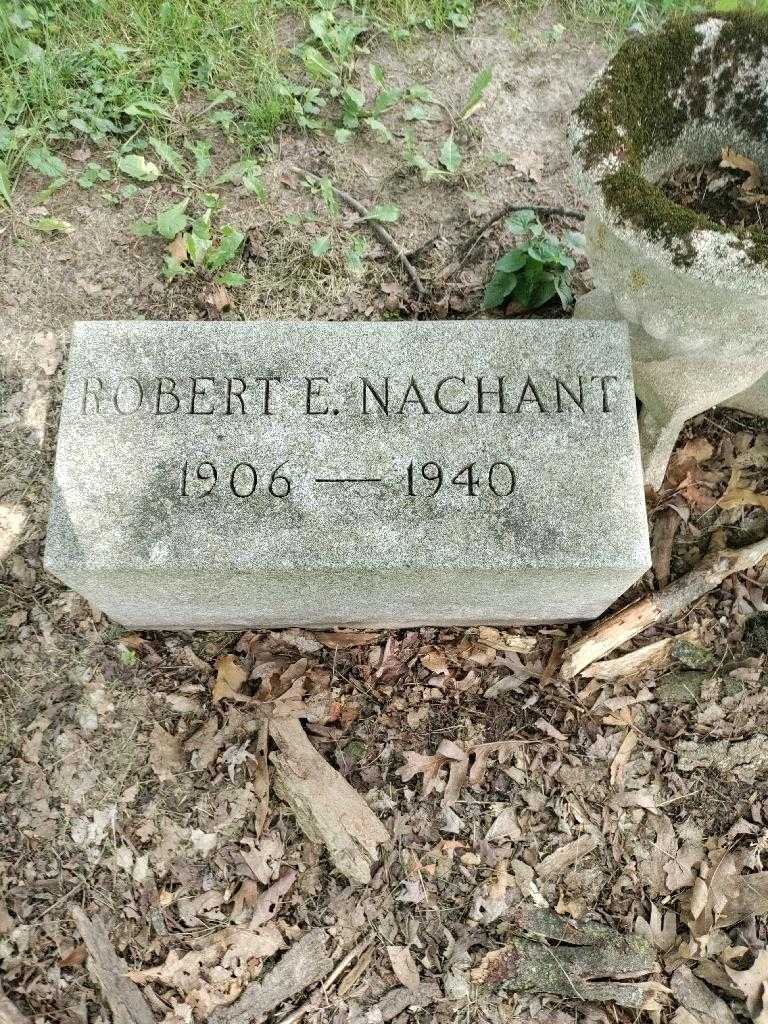 ROBERT E. NACHANT
1906 — 1940